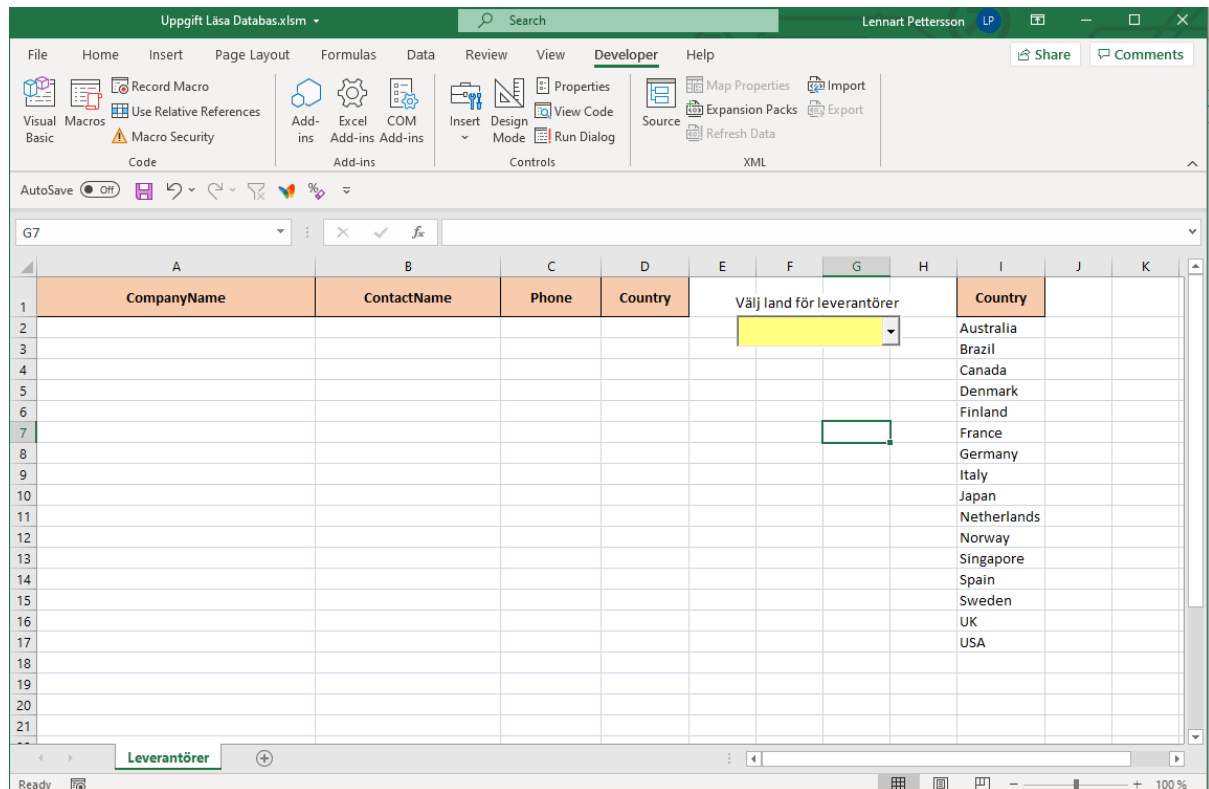 Uppgift Läsa Databas.xlsm
Search
Lennart Pettersson LP
File Home Insert Page Layout Formulas Data Review View Developer Help Share Comments
Visual Basic
Macros
Record Macro
Use Relative References
Macro Security
Code
Add-ins
Excel Add-ins
COM Add-ins
Add-ins
Insert
Design Mode
Properties
View Code
Run Dialog
Controls
Source
Map Properties
Expansion Packs
Refresh Data
Import
Export
XML
AutoSave Off
G7 fx
A B C D E F G H I J K
1 CompanyName ContactName Phone Country Välj land för leverantörer Country
2 Australia
3 Brazil
4 Canada
5 Denmark
6 Finland
7 France
8 Germany
9 Italy
10 Japan
11 Netherlands
12 Norway
13 Singapore
14 Spain
15 Sweden
16 UK
17 USA
18
19
20
21
Leverantörer
Ready 100 %